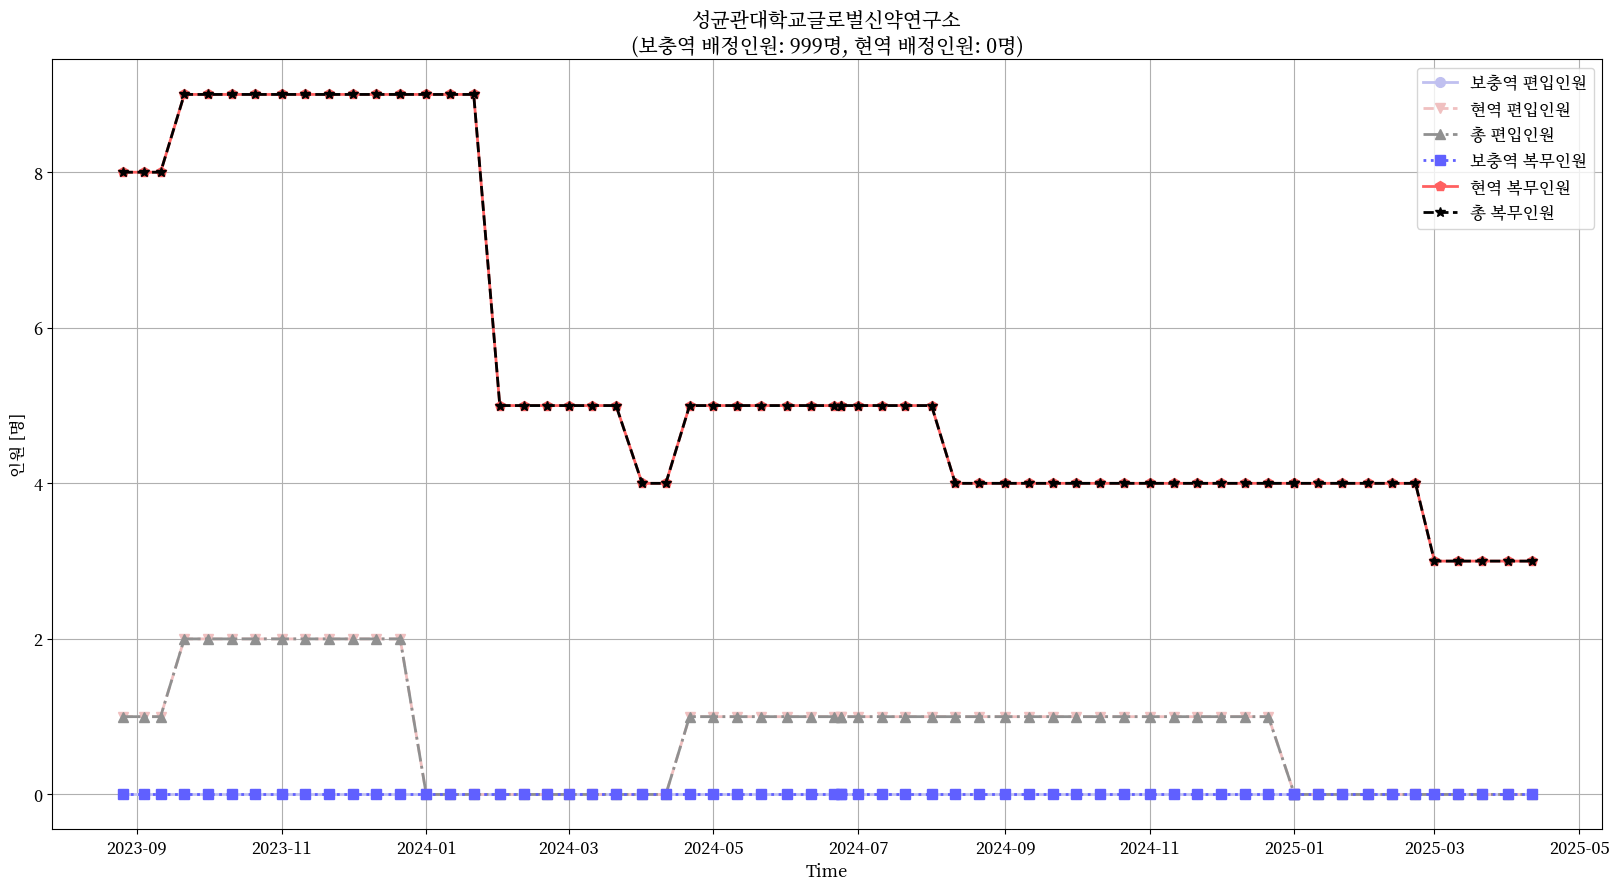 성균관대학교글로벌신약연구소
(보충역 배정인원: 999명, 현역 배정인원: 0명)
보충역 편입인원
현역 편입인원
총 편입인원
보충역 복무인원
현역 복무인원
총 복무인원
인원 [명]
8
6
4
2
0
2023-09 2023-11 2024-01 2024-03 2024-05 2024-07 2024-09 2024-11 2025-01 2025-03 2025-05
Time